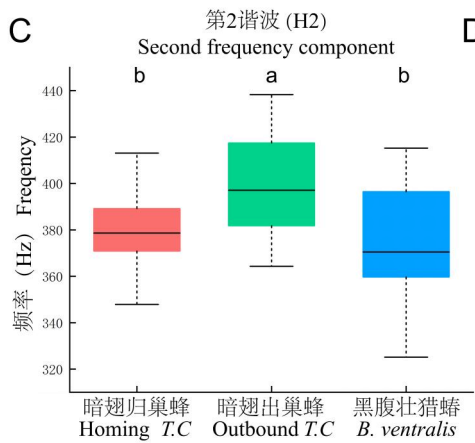 C
第2谐波 (H2)
D
Second frequency component
b
a
b
440
420
400
380
360
340
320
频率 (Hz) Freqency
暗翅归巢蜂
暗翅出巢蜂
黑腹壮猎蝽
Homing T.C
Outbound T.C
B. ventralis